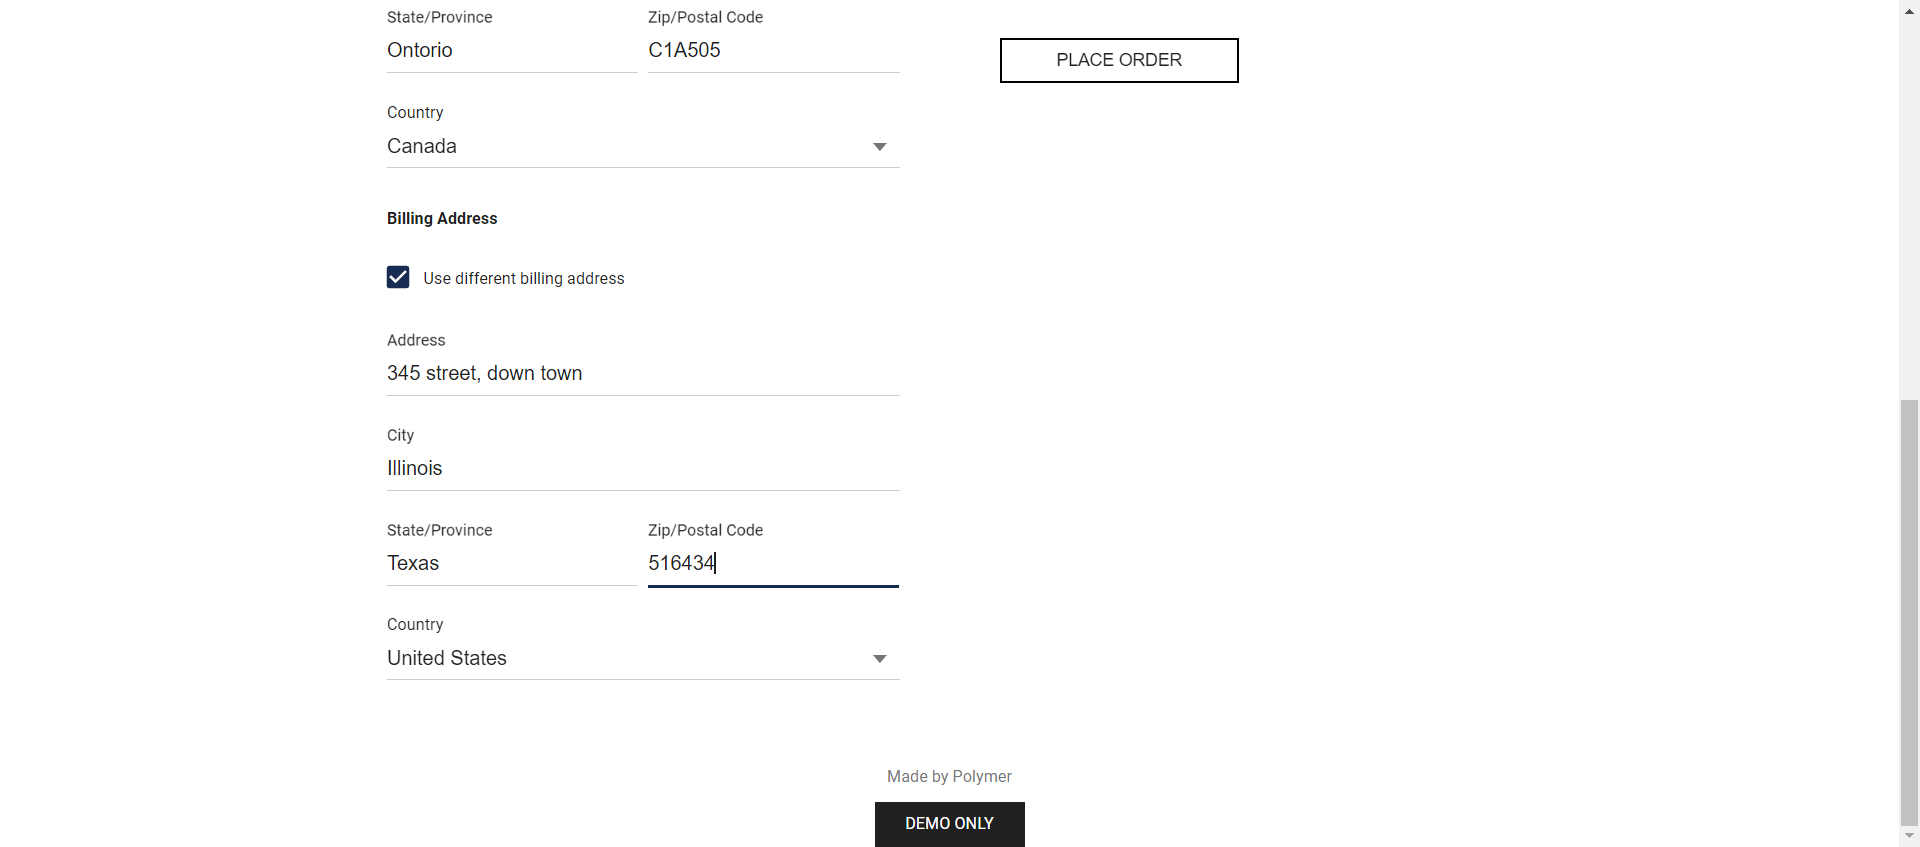 State/Province Zip/Postal Code
Ontorio C1A505
PLACE ORDER
Country
Canada
Billing Address
Use different billing address
Address
345 street, down town
City
Illinois
State/Province Zip/Postal Code
Texas 516434
Country
United States
Made by Polymer
DEMO ONLY